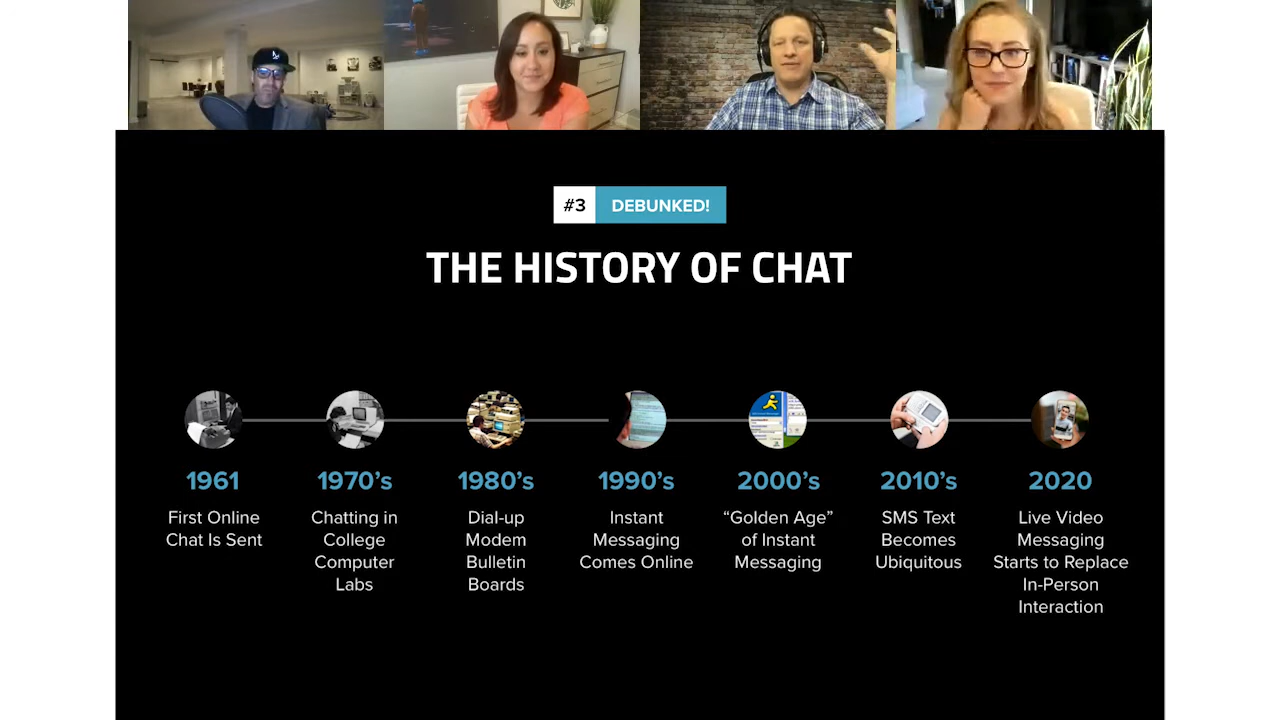 #3 DEBUNKED!
THE HISTORY OF CHAT
1961
First Online
Chat Is Sent
1970’s
Chatting in
College
Computer
Labs
1980’s
Dial-up
Modem
Bulletin
Boards
1990’s
Instant
Messaging
Comes Online
2000’s
“Golden Age”
of Instant
Messaging
2010’s
SMS Text
Becomes
Ubiquitous
2020
Live Video
Messaging
Starts to Replace
In-Person
Interaction